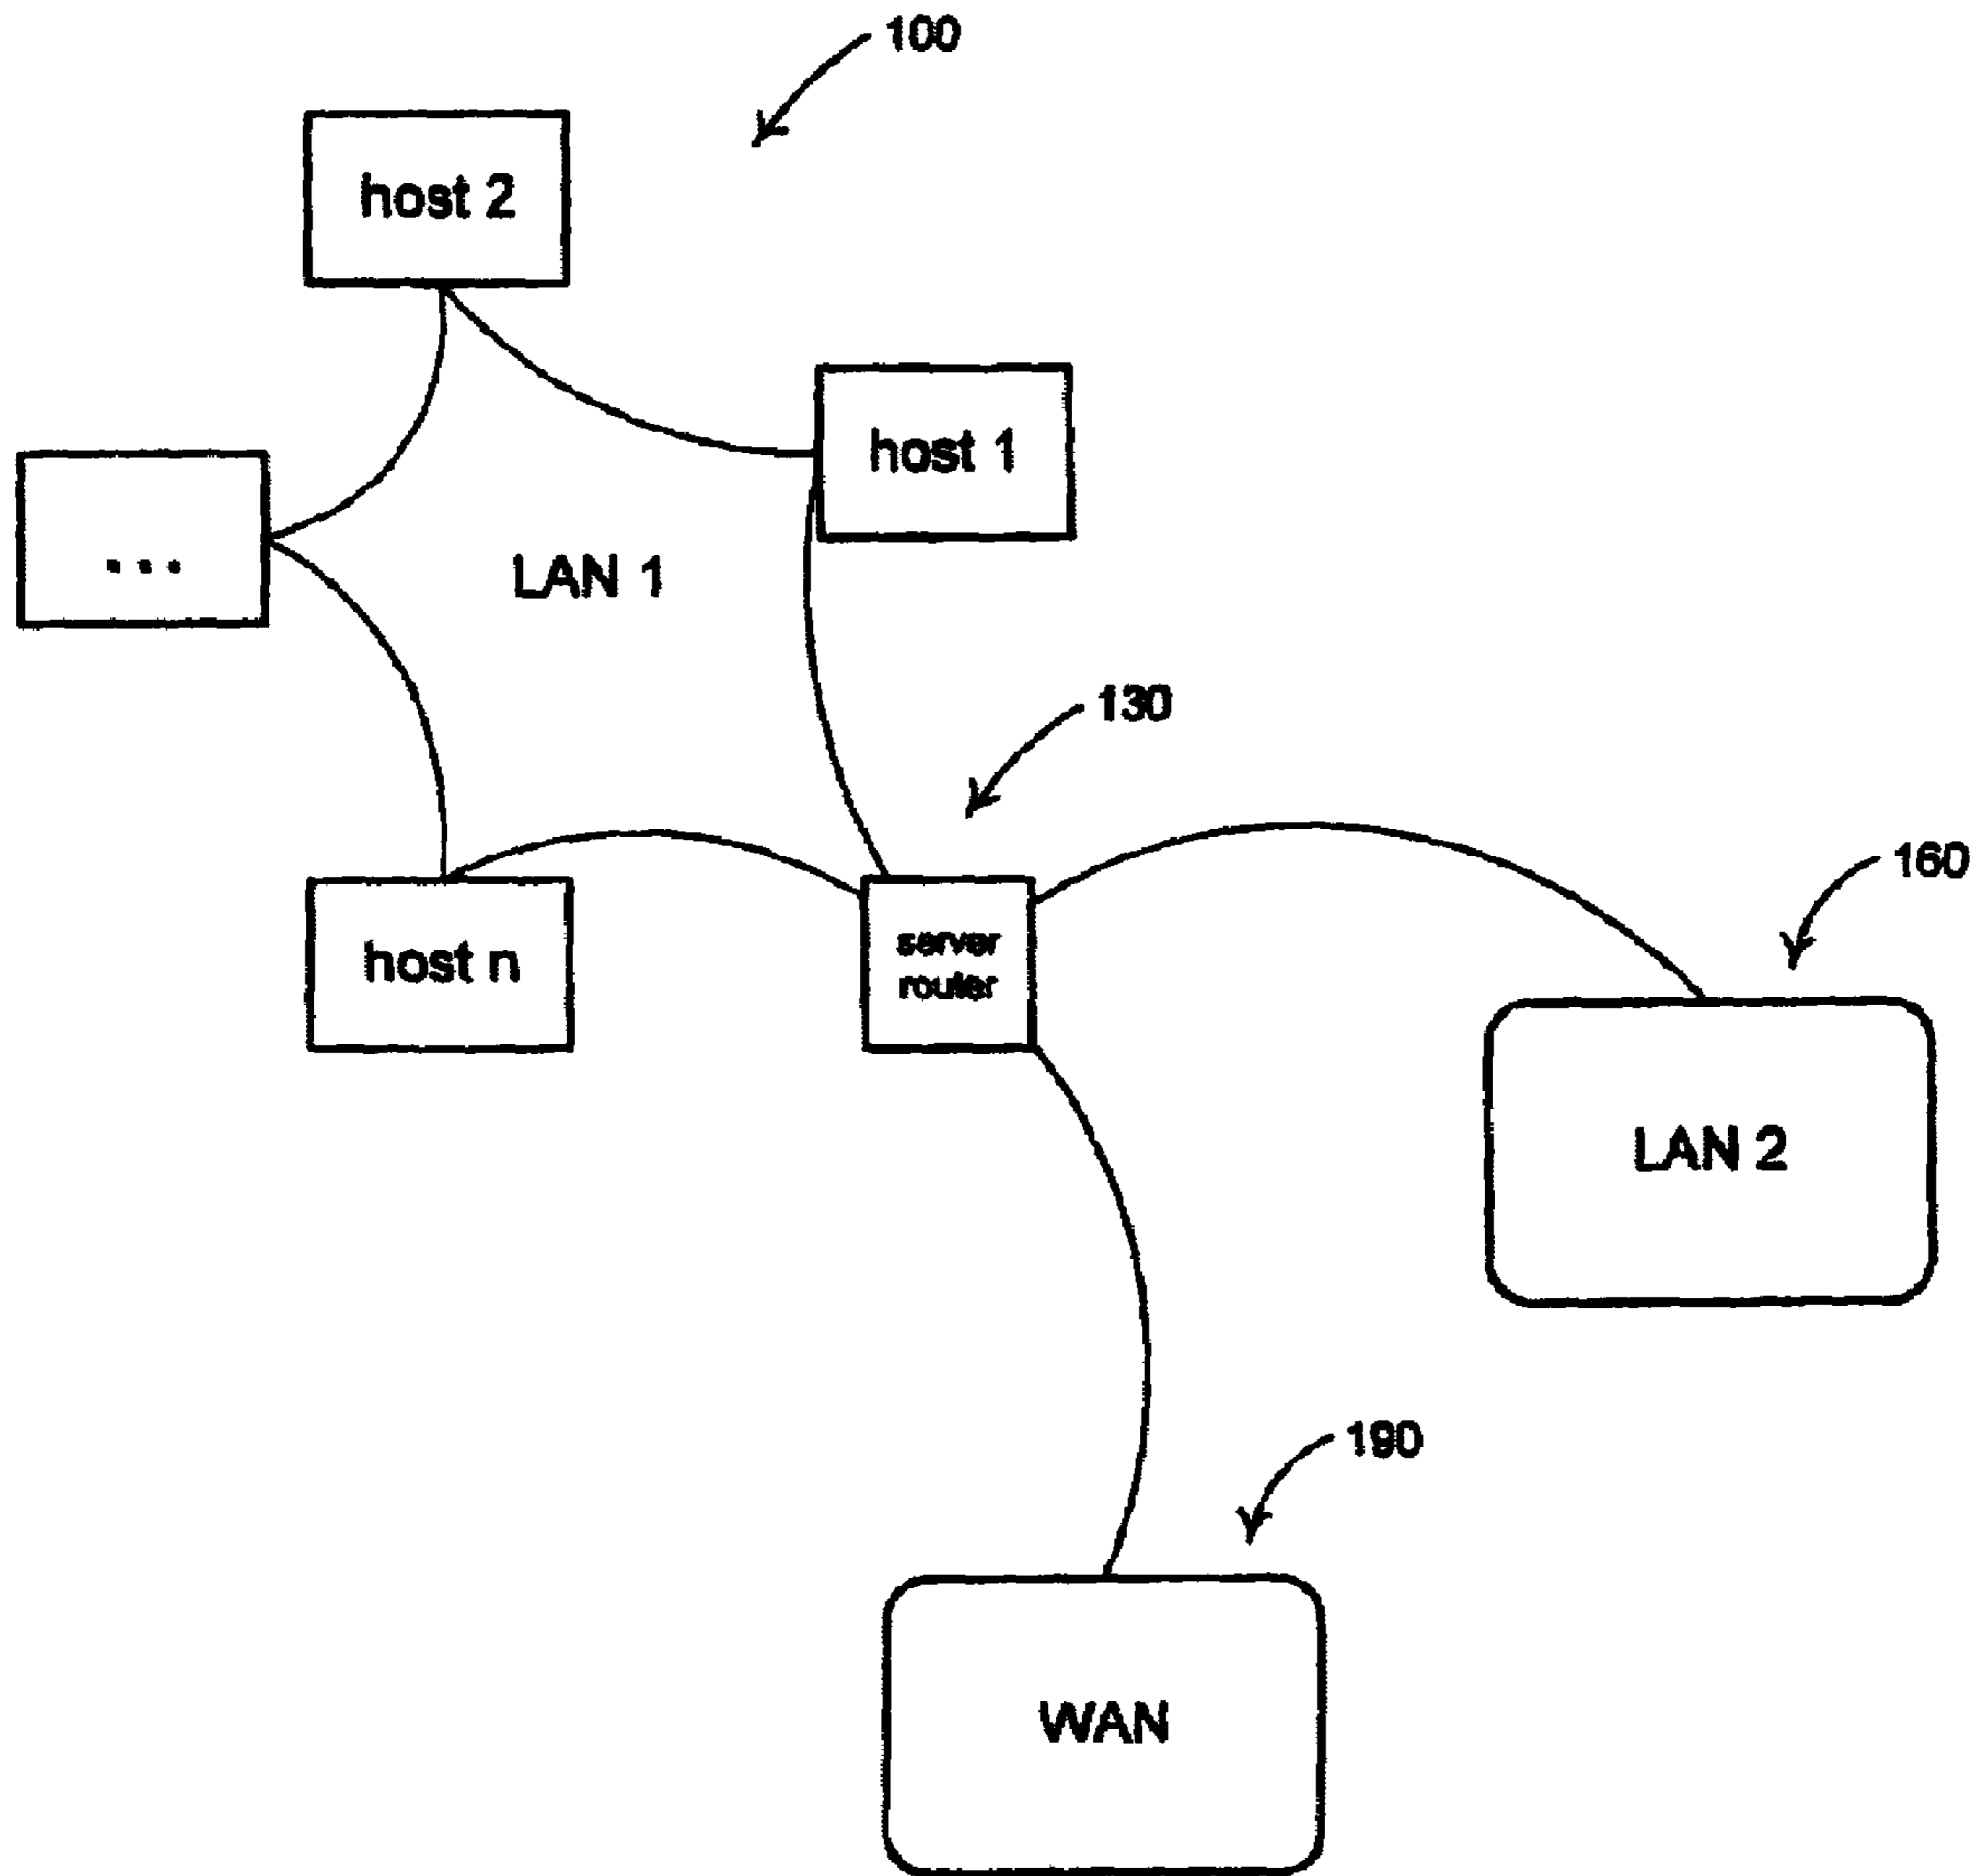 100
host 2
host 1
...
LAN 1
130
160
host n
server
router
LAN 2
190
WAN